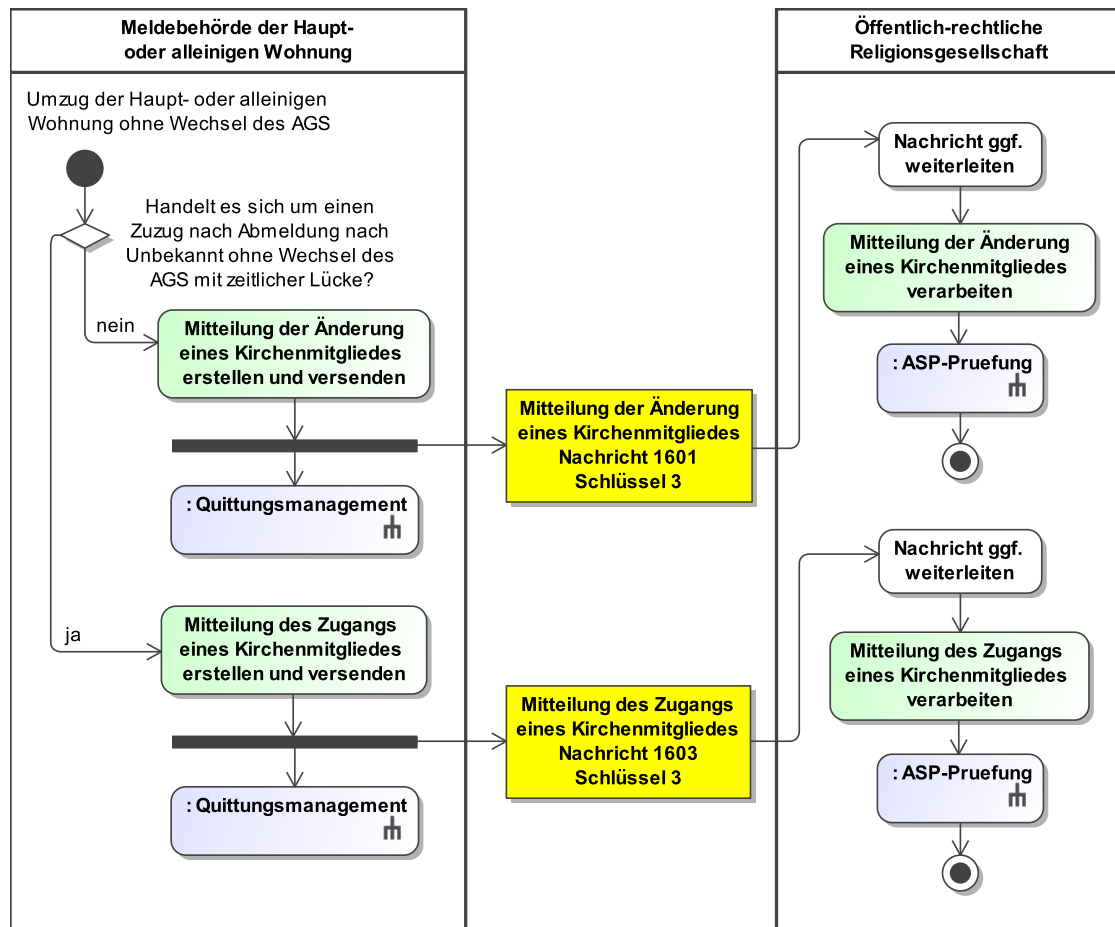 Meldebehörde der Haupt-
oder alleinigen Wohnung
Öffentlich-rechtliche
Religionsgesellschaft
Umzug der Haupt- oder alleinigen
Wohnung ohne Wechsel des AGS
Handelt es sich um einen
Zuzug nach Abmeldung nach
Unbekannt ohne Wechsel des
AGS mit zeitlicher Lücke?
nein
Mitteilung der Änderung
eines Kirchenmitgliedes
erstellen und versenden
: Quittungsmanagement
Mitteilung der Änderung
eines Kirchenmitgliedes
Nachricht 1601
Schlüssel 3
Nachricht ggf.
weiterleiten
Mitteilung der Änderung
eines Kirchenmitgliedes
verarbeiten
: ASP-Pruefung
ja
Mitteilung des Zugangs
eines Kirchenmitgliedes
erstellen und versenden
: Quittungsmanagement
Mitteilung des Zugangs
eines Kirchenmitgliedes
Nachricht 1603
Schlüssel 3
Nachricht ggf.
weiterleiten
Mitteilung des Zugangs
eines Kirchenmitgliedes
verarbeiten
: ASP-Pruefung